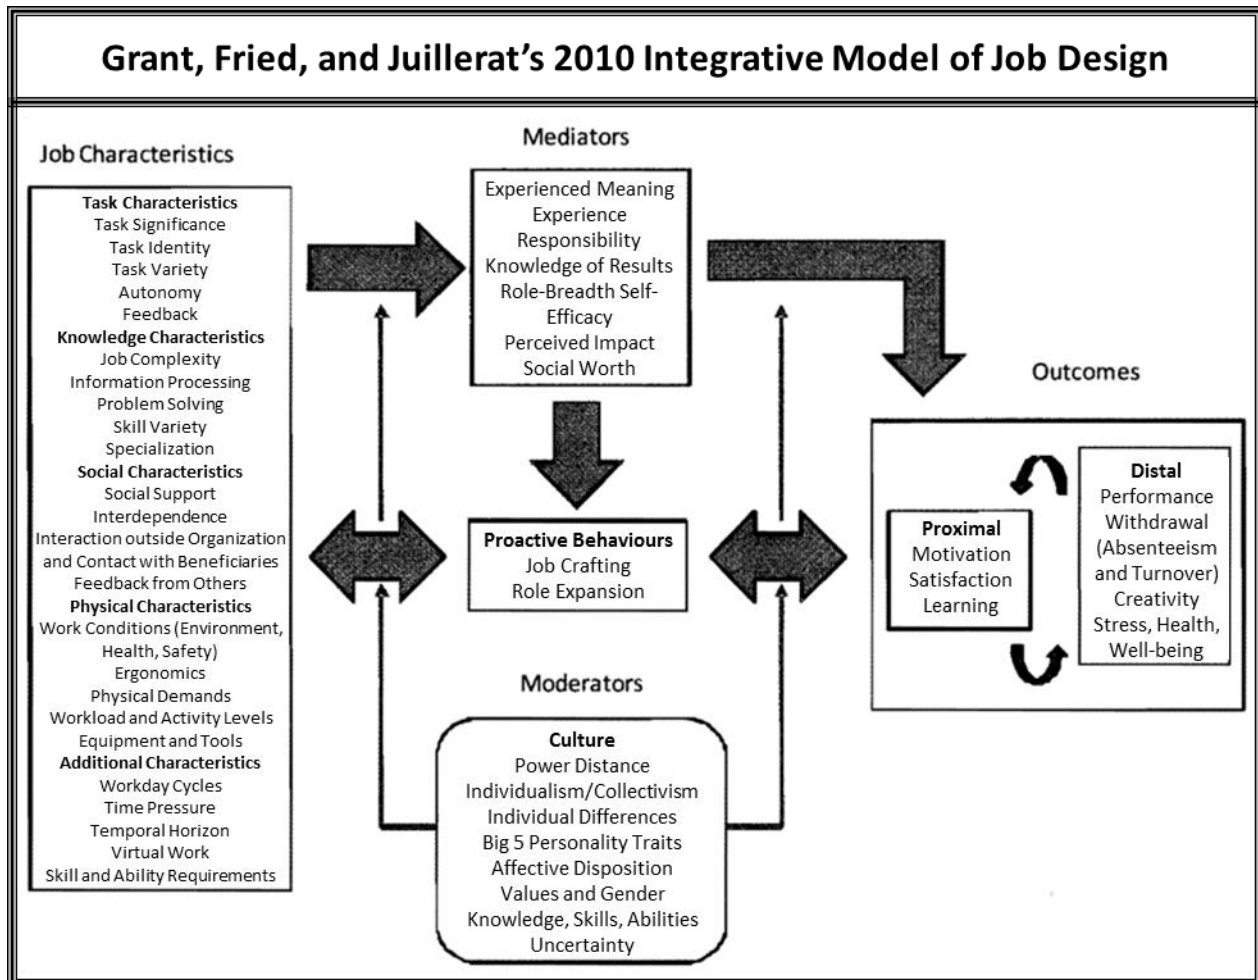 Grant, Fried, and Juillerat's 2010 Integrative Model of Job Design
Job Characteristics
Task Characteristics
Task Significance
Task Identity
Task Variety
Autonomy
Feedback
Knowledge Characteristics
Job Complexity
Information Processing
Problem Solving
Skill Variety
Specialization
Social Characteristics
Social Support
Interdependence
Interaction outside Organization
and Contact with Beneficiaries
Feedback from Others
Physical Characteristics
Work Conditions (Environment,
Health, Safety)
Ergonomics
Physical Demands
Workload and Activity Levels
Equipment and Tools
Additional Characteristics
Workday Cycles
Time Pressure
Temporal Horizon
Virtual Work
Skill and Ability Requirements
Mediators
Experienced Meaning
Experience
Responsibility
Knowledge of Results
Role-Breadth Self-
Efficacy
Perceived Impact
Social Worth
Proactive Behaviours
Job Crafting
Role Expansion
Moderators
Culture
Power Distance
Individualism/Collectivism
Individual Differences
Big 5 Personality Traits
Affective Disposition
Values and Gender
Knowledge, Skills, Abilities
Uncertainty
Outcomes
Proximal
Motivation
Satisfaction
Learning
Distal
Performance
Withdrawal
(Absenteeism
and Turnover)
Creativity
Stress, Health,
Well-being